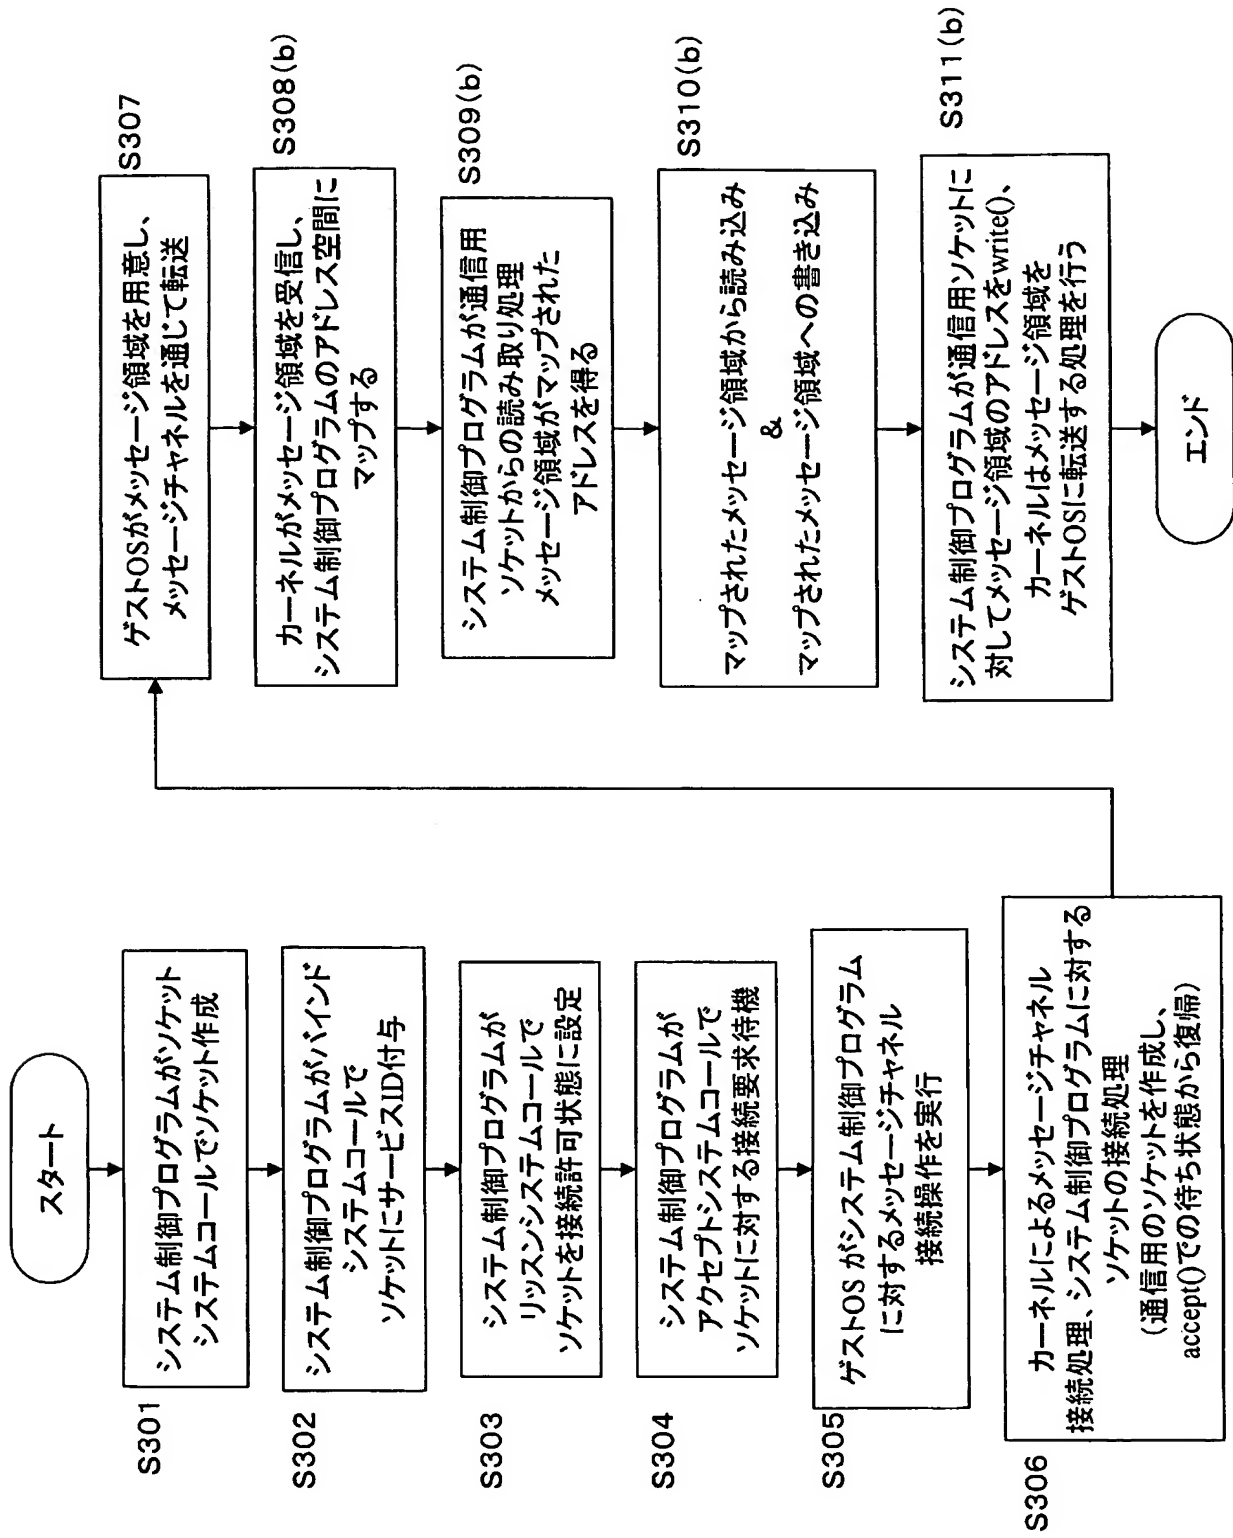 スタート
S301
システム制御プログラムがソケット
システムコールでソケット作成
S302
システム制御プログラムがバインド
システムコールで
ソケットにサービスID付与
S303
システム制御プログラムが
リッスンシステムコールで
ソケットを接続許可状態に設定
S304
システム制御プログラムが
アクセプトシステムコールで
ソケットに対する接続要求待機
S305
ゲストOS がシステム制御プログラム
に対するメッセージチャネル
接続操作を実行
S306
カーネルによるメッセージチャネル
接続処理、システム制御プログラムに対する
ソケットの接続処理
(通信用のソケットを作成し、
accept()での待ち状態から復帰)
S307
ゲストOSがメッセージ領域を用意し、
メッセージチャネルを通じて転送
S308(b)
カーネルがメッセージ領域を受信し、
システム制御プログラムのアドレス空間に
マップする
S309(b)
システム制御プログラムが通信用
ソケットからの読み取り処理
メッセージ領域がマップされた
アドレスを得る
S310(b)
マップされたメッセージ領域から読み込み
&
マップされたメッセージ領域への書き込み
S311(b)
システム制御プログラムが通信用ソケットに
対してメッセージ領域のアドレスをwrite()、
カーネルはメッセージ領域を
ゲストOSに転送する処理を行う
エンド